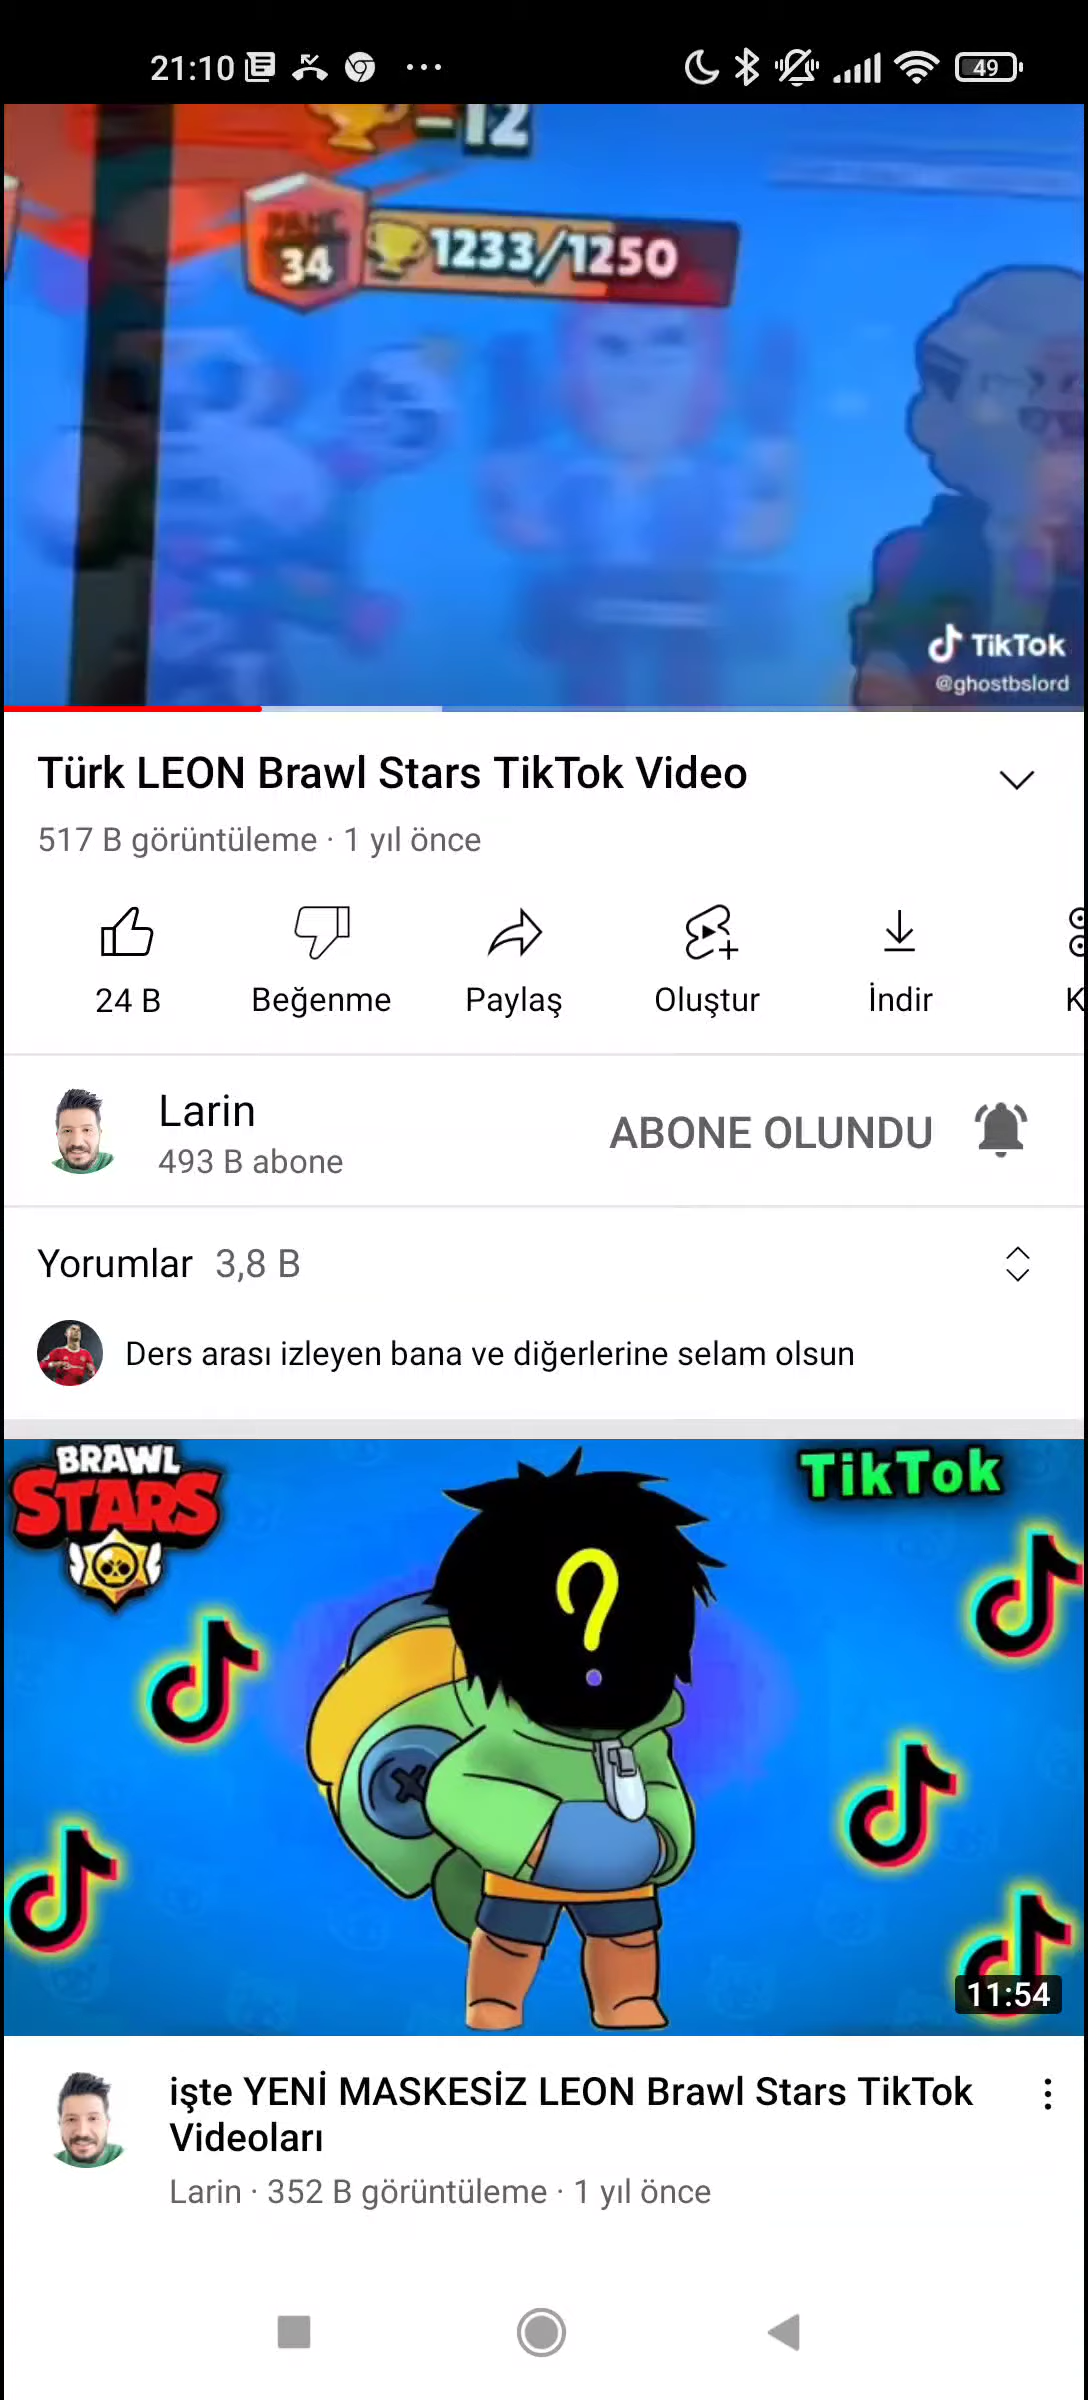 21:10
49
-12
34
1233/1250
TikTok
@ghostbslord
Türk LEON Brawl Stars TikTok Video
517 B görüntüleme · 1 yıl önce
24 B
Beğenme
Paylaş
Oluştur
İndir
K
Larin
493 B abone
ABONE OLUNDU
Yorumlar 3,8 B
Ders arası izleyen bana ve diğerlerine selam olsun
BRAWL
STARS
TikTok
?
11:54
işte YENİ MASKESİZ LEON Brawl Stars TikTok
Videoları
Larin · 352 B görüntüleme · 1 yıl önce